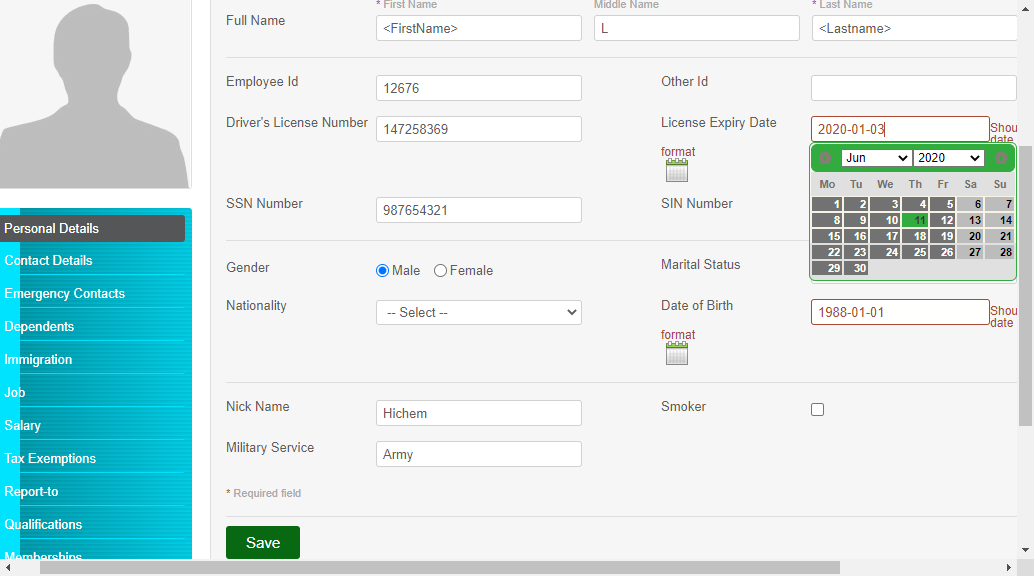 * First Name Middle Name * Last Name
Full Name <FirstName> L <Lastname>
Employee Id 12676 Other Id
Driver's License Number 147258369 License Expiry Date 2020-01-03 Shou
date
format
Jun 2020
Mo Tu We Th Fr Sa Su
1 2 3 4 5 6 7
8 9 10 11 12 13 14
15 16 17 18 19 20 21
22 23 24 25 26 27 28
29 30
SSN Number 987654321 SIN Number
Gender Male Female Marital Status
Nationality -- Select -- Date of Birth 1988-01-01 Shou
date
format
Nick Name Hichem Smoker
Military Service Army
* Required field
Save
Personal Details
Contact Details
Emergency Contacts
Dependents
Immigration
Job
Salary
Tax Exemptions
Report-to
Qualifications
Memberships